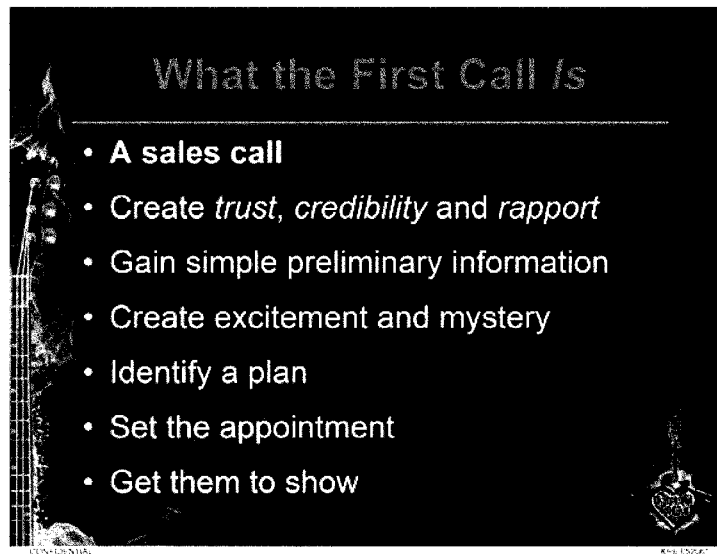 What the First Call Is
• A sales call
• Create trust, credibility and rapport
• Gain simple preliminary information
• Create excitement and mystery
• Identify a plan
• Set the appointment
• Get them to show
CONFIDENTIAL